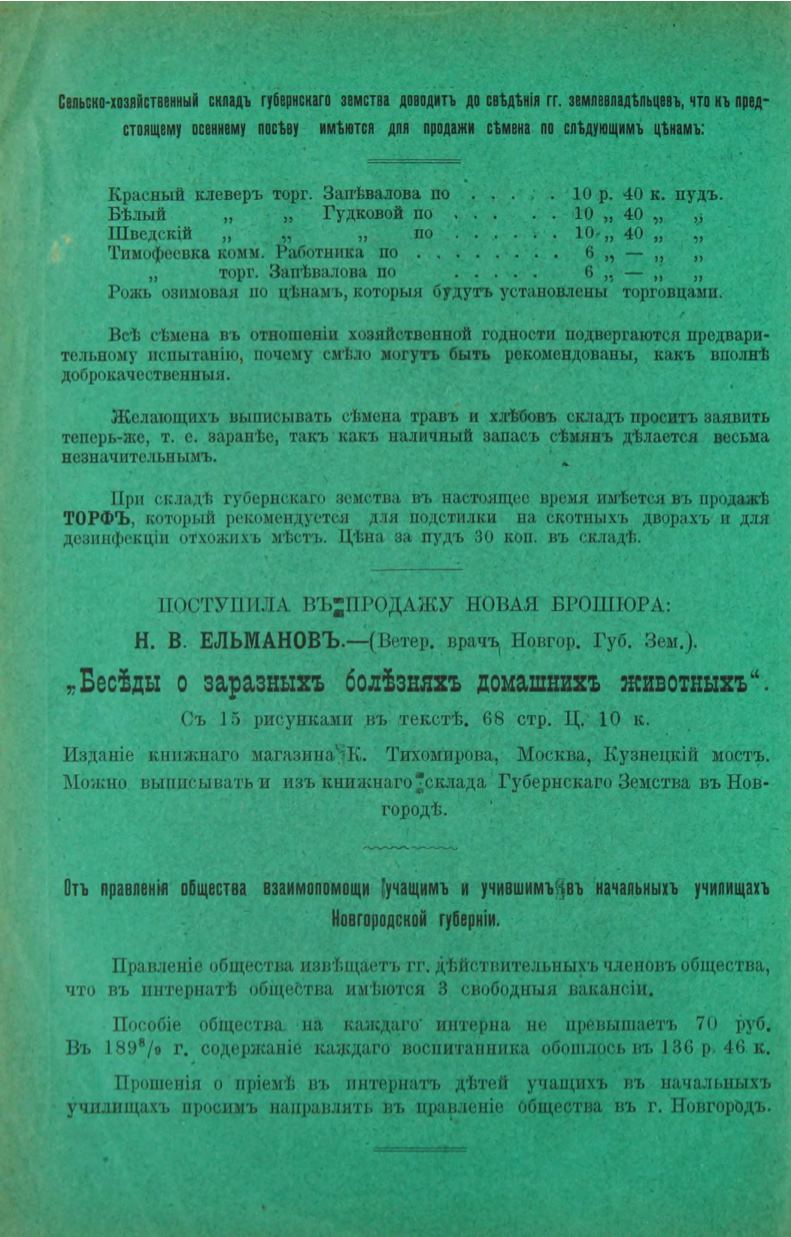 Сельско-хозяйственный складъ губернскаго земства доводитъ до свѣдѣнія гг. землевладѣльцевъ, что къ пред-
стоящему осеннему посѣву имѣются для продажи сѣмена по слѣдующимъ цѣнамъ:
Красный клеверъ торг. Запѣвалова по . . . . . 10 р. 40 к. пудъ.
Бѣлый „ „ Гудковой по . . . . . 10 „ 40 „ „
Шведскій „ „ „ по . . . . . . 10 „ 40 „ „
Тимофеевка комм. Работника по . . . . . . . . 6 „ — „ „
„ торг. Запѣвалова по . . . . . 6 „ — „ „
Рожь озимовая по цѣнамъ, которыя будутъ установлены торговцами.
Всѣ сѣмена въ отношеніи хозяйственной годности подвергаются предвари-
тельному испытанію, почему смѣло могутъ быть рекомендованы, какъ вполнѣ
доброкачественныя.
Желающихъ выписывать сѣмена травъ и хлѣбовъ складъ проситъ заявить
теперь-же, т. е. заранѣе, такъ какъ наличный запасъ сѣмянъ дѣлается весьма
незначительнымъ.
При складѣ губернскаго земства въ настоящее время имѣется въ продажѣ
ТОРФЪ, который рекомендуется для подстилки на скотныхъ дворахъ и для
дезинфекціи отхожихъ мѣстъ. Цѣна за пудъ 30 коп. въ складѣ.
ПОСТУПИЛА ВЪ ПРОДАЖУ НОВАЯ БРОШЮРА:
Н. В. ЕЛЬМАНОВЪ.—(Ветер. врачъ Новгор. Губ. Зем.).
„Бесѣды о заразныхъ болѣзняхъ домашнихъ животныхъ“.
Съ 15 рисунками въ текстѣ. 68 стр. Ц. 10 к.
Изданіе книжнаго магазина К. Тихомирова, Москва, Кузнецкій мостъ.
Можно выписывать и изъ книжнаго склада Губернскаго Земства въ Нов-
городѣ.
Отъ правленія общества взаимопомощи учащимъ и учившимъ въ начальныхъ училищахъ
Новгородской губерніи.
Правленіе общества извѣщаетъ гг. дѣйствительныхъ членовъ общества,
что въ интернатѣ общества имѣются 3 свободныя вакансіи.
Пособіе общества на каждаго интерна не превышаетъ 70 руб.
Въ 189⁸/₉ г. содержаніе каждаго воспитанника обошлось въ 136 р. 46 к.
Прошенія о пріемѣ въ интернатъ дѣтей учащихъ въ начальныхъ
училищахъ просимъ направлять въ правленіе общества въ г. Новгородъ.